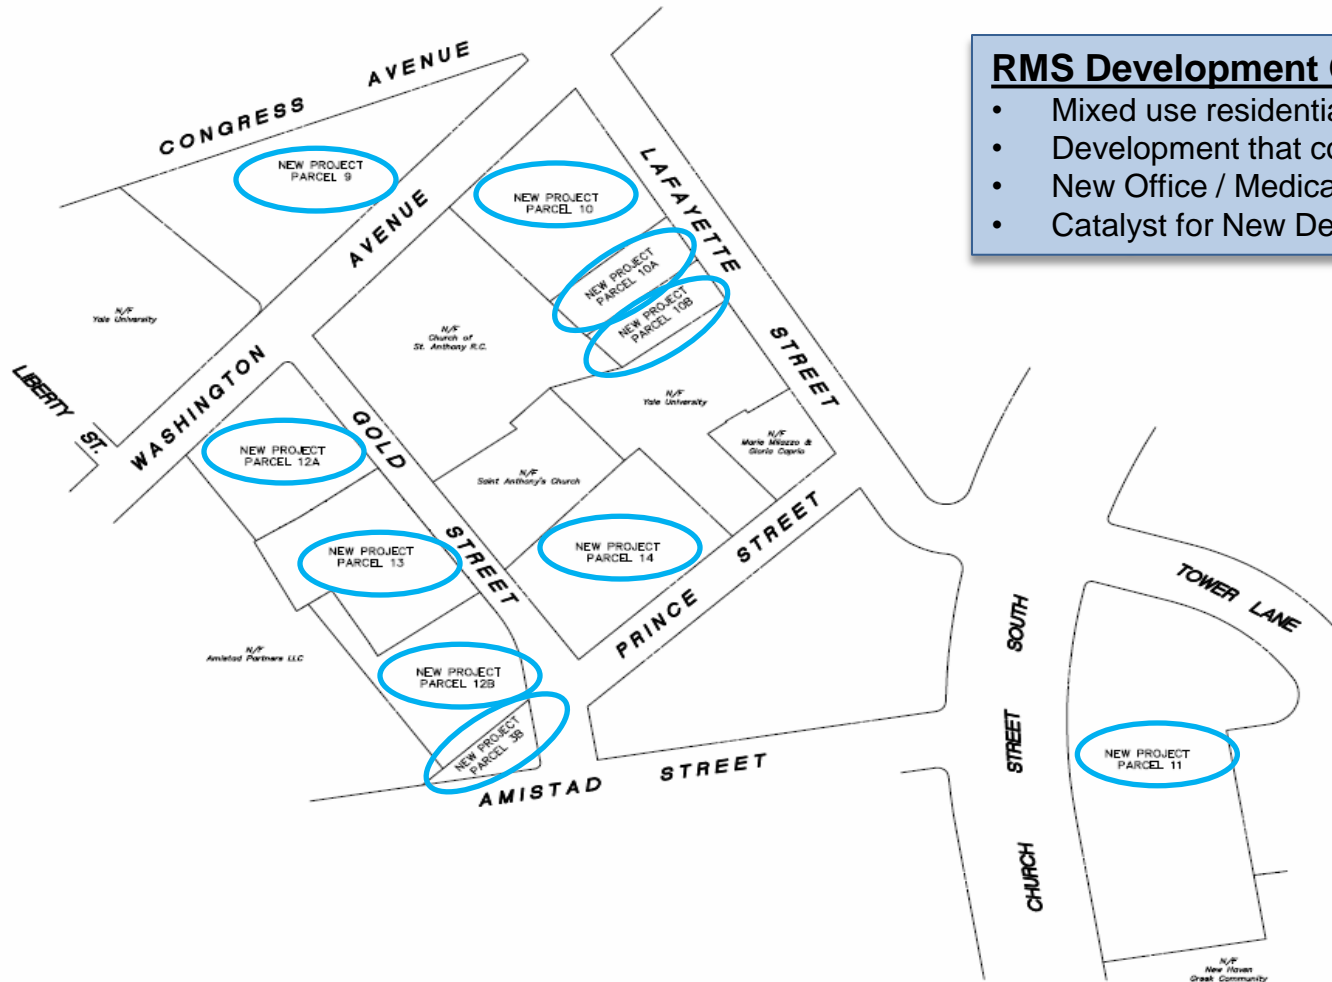 RMS Development
• Mixed use
• Development that
• New Office /
• Catalyst for New
CONGRESS AVENUE
NEW PROJECT
PARCEL 9
WASHINGTON AVENUE
NEW PROJECT
PARCEL 10
LAFAYETTE STREET
NEW PROJECT
PARCEL 10A
NEW PROJECT
PARCEL 10B
N/F
Yale University
N/F
Church of
St. Anthony R.C.
LIBERTY ST.
GOLD STREET
N/F
Yale University
N/F
Marie Milazzo &
Gloria Caprio
NEW PROJECT
PARCEL 12A
N/F
Saint Anthony's Church
NEW PROJECT
PARCEL 13
NEW PROJECT
PARCEL 14
PRINCE STREET
TOWER LANE
N/F
Amistad Partners LLC
NEW PROJECT
PARCEL 12B
NEW PROJECT
PARCEL 3B
AMISTAD STREET
CHURCH STREET SOUTH
NEW PROJECT
PARCEL 11
N/F
New Haven
Greek Community